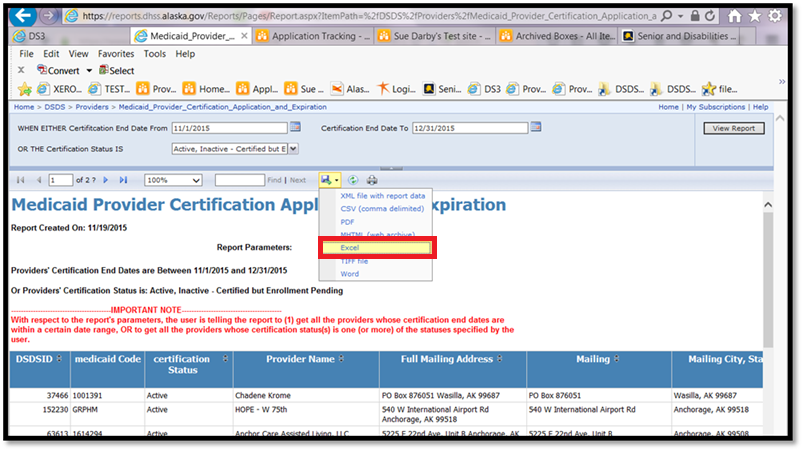 https://reports.dhss.alaska.gov/Reports/Pages/Report.aspx?ItemPath=%2fDSDS%2fProviders%2fMedicaid_Provider_Certification_Application_a
DS3 Medicaid_Provider_... Application Tracking - ... Sue Darby's Test site - ... Archived Boxes - All Ite... Senior and Disabilities ...
File Edit View Favorites Tools Help
x Convert Select
XERO... TEST... Prov... Home... Appl... Sue ... Alas... Logi... Seni... DS3 Prov... Prov... DSDS... DSDS... file...
Home > DSDS > Providers > Medicaid_Provider_Certification_Application_and_Expiration Home | My Subscriptions | Help
WHEN EITHER Certification End Date From 11/1/2015 Certification End Date To 12/31/2015 View Report
OR THE Certification Status IS Active, Inactive - Certified but E
1 of 2 ? 100% Find | Next
XML file with report data
CSV (comma delimited)
PDF
MHTML (web archive)
Excel
TIFF file
Word
Medicaid Provider Certification Appl xpiration
Report Created On: 11/19/2015
Report Parameters:
Providers' Certification End Dates are Between 11/1/2015 and 12/31/2015
Or Providers' Certification Status is: Active, Inactive - Certified but Enrollment Pending
IMPORTANT NOTE
With respect to the report's parameters, the user is telling the report to (1) get all the providers whose certification end dates are
within a certain date range, OR to get all the providers whose certification status(s) is one (or more) of the statuses specified by
the user.
DSDSID medicaid Code certification Status Provider Name Full Mailing Address Mailing Mailing City, Sta
37466 1001391 Active Chadene Krome PO Box 876051 Wasilla, AK 99687 PO Box 876051 Wasilla, AK 99687
152230 GRPHM Active HOPE - W 75th 540 W International Airport Rd Anchorage, AK 99518 540 W International Airport Rd Anchorage, AK 99518
63613 1614294 Active Anchor Care Assisted Living, LLC 5225 E 22nd Ave, Unit B Anchorage, AK 5225 E 22nd Ave, Unit B Anchorage, AK